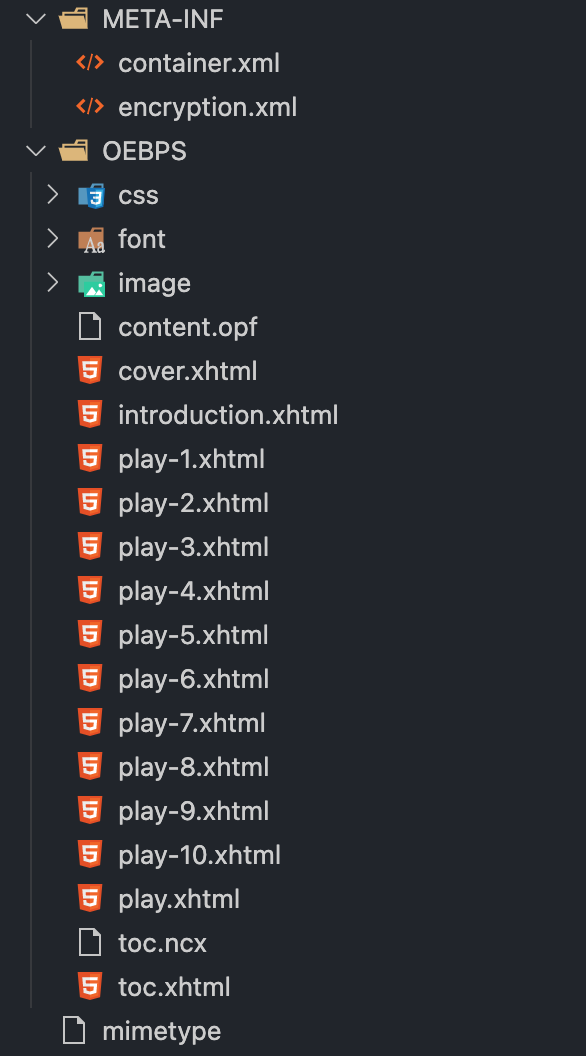 META-INF
container.xml
encryption.xml
OEBPS
css
font
image
content.opf
cover.xhtml
introduction.xhtml
play-1.xhtml
play-2.xhtml
play-3.xhtml
play-4.xhtml
play-5.xhtml
play-6.xhtml
play-7.xhtml
play-8.xhtml
play-9.xhtml
play-10.xhtml
play.xhtml
toc.ncx
toc.xhtml
mimetype